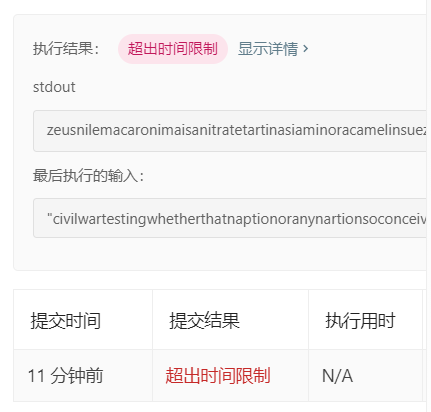 执行结果： 超出时间限制 显示详情 ›
stdout
zeusnilemacaronimaisanitratetartinasiaminoracamelinsuez
最后执行的输入：
"civilwartestingwhetherthatnaptionoranynartionsoconceiv
提交时间 提交结果 执行用时
11 分钟前 超出时间限制 N/A